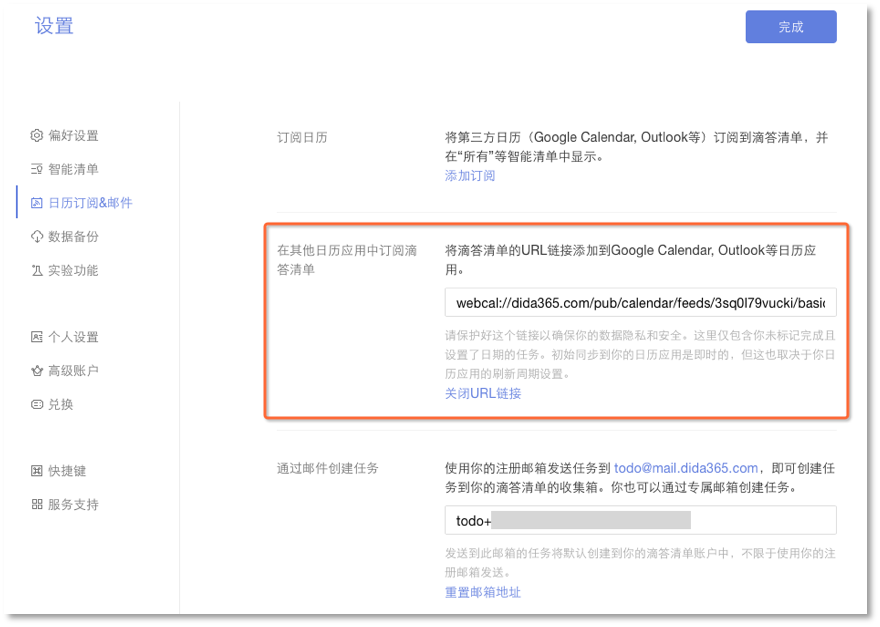 设置
完成
偏好设置
智能清单
日历订阅&邮件
数据备份
实验功能
个人设置
高级账户
兑换
快捷键
服务支持
订阅日历
将第三方日历（Google Calendar, Outlook等）订阅到滴答清单，并
在“所有”等智能清单中显示。
添加订阅
在其他日历应用中订阅滴
答清单
将滴答清单的URL链接添加到Google Calendar, Outlook等日历应
用。
webcal://dida365.com/pub/calendar/feeds/3sq0l79vucki/basic
请保护好这个链接以确保你的数据隐私和安全。这里仅包含你未标记完成且
设置了日期的任务。初始同步到你的日历应用是即时的，但这也取决于你日
历应用的刷新周期设置。
关闭URL链接
通过邮件创建任务
使用你的注册邮箱发送任务到 todo@mail.dida365.com，即可创建任
务到你的滴答清单的收集箱。你也可以通过专属邮箱创建任务。
todo+
发送到此邮箱的任务将默认创建到你的滴答清单账户中，不限于使用你的注
册邮箱发送。
重置邮箱地址